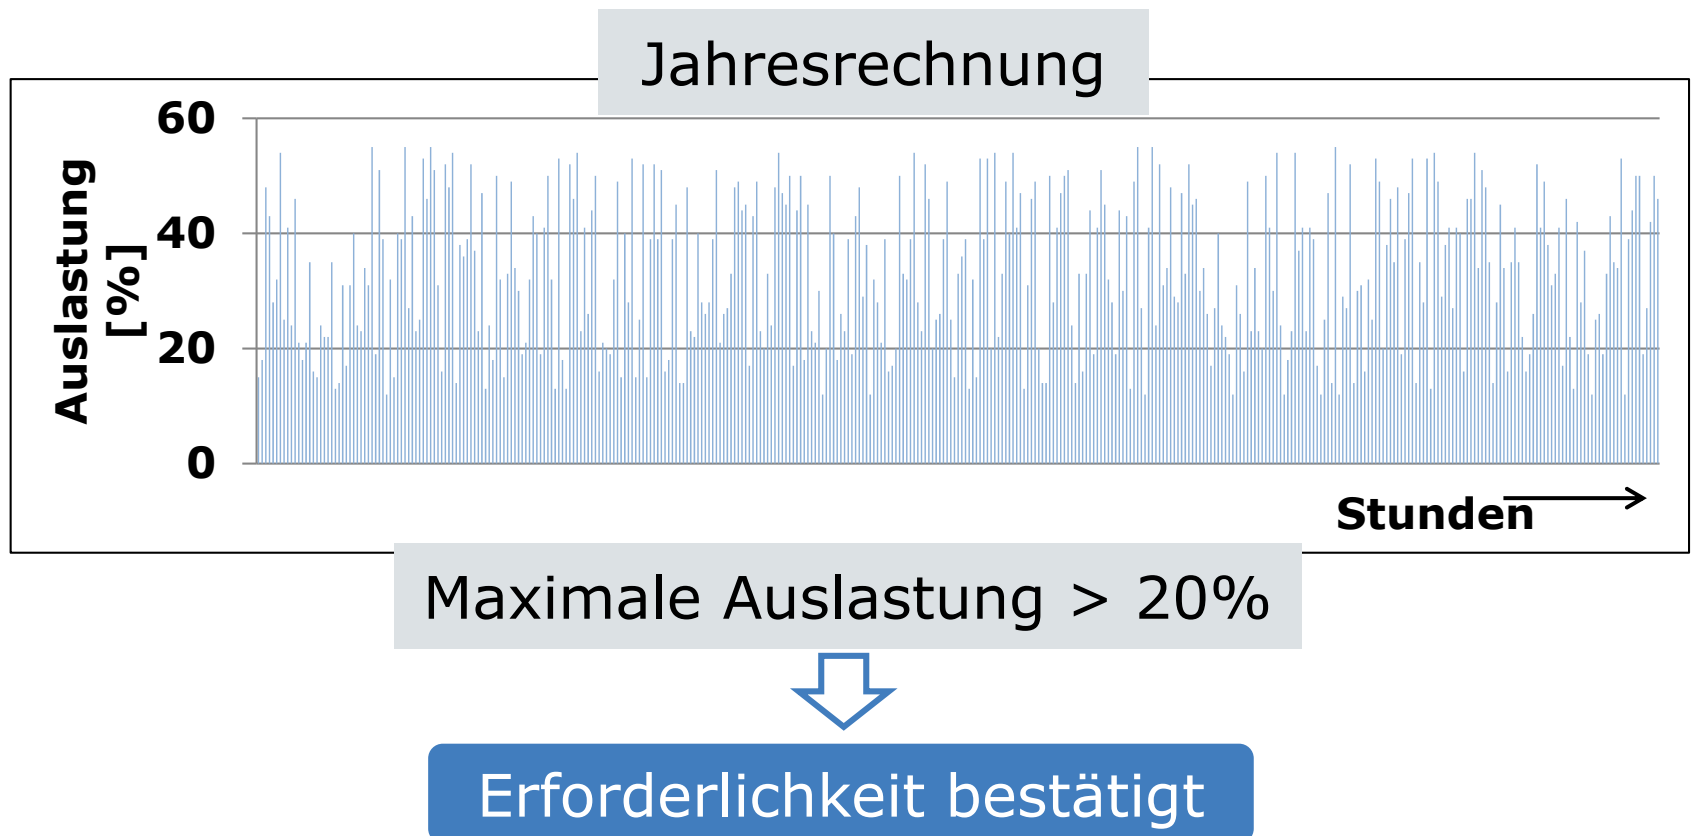 Jahresrechnung
Auslastung
[%]
60
40
20
0
Stunden
Maximale Auslastung > 20%
Erforderlichkeit bestätigt